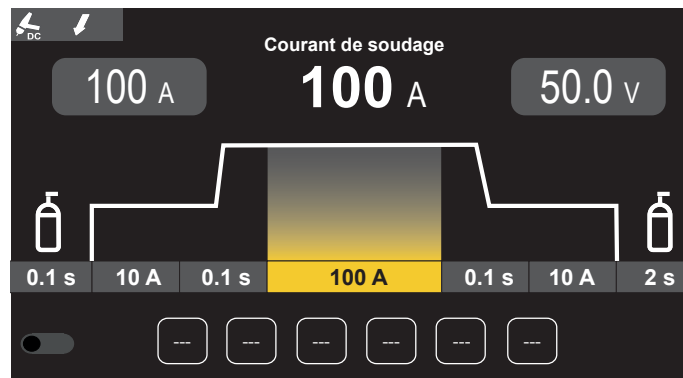 DC
Courant de soudage
100 A
100 A
50.0 V
0.1 s 10 A 0.1 s 100 A 0.1 s 10 A 2 s
--- --- --- --- --- ---